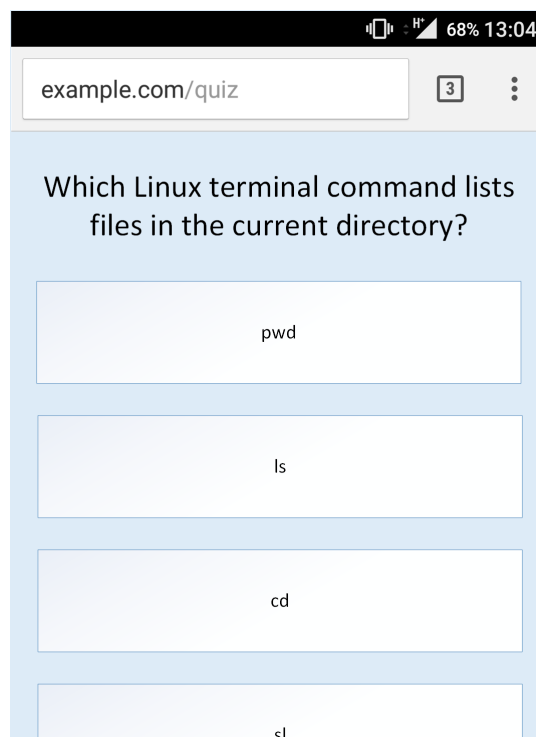 H+ 68% 13:04
example.com/quiz
3
Which Linux terminal command lists
files in the current directory?
pwd
ls
cd
sl